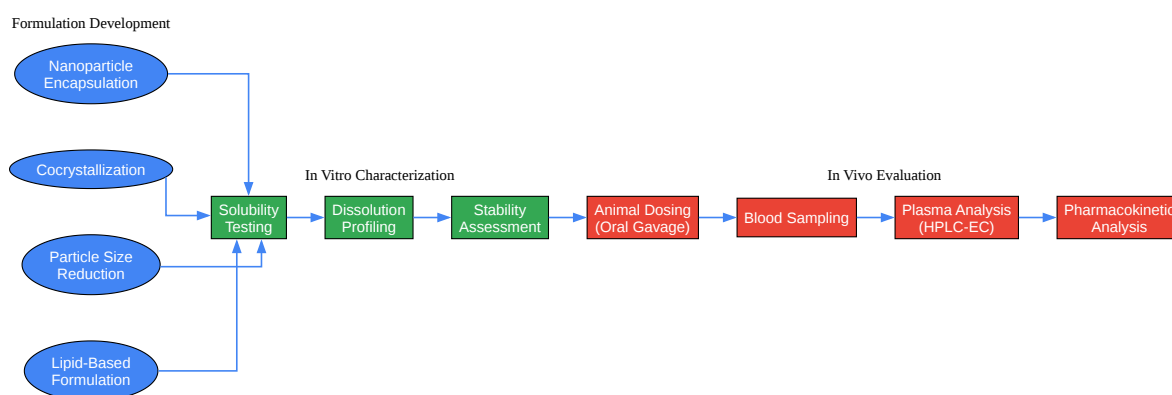 Formulation Development
Nanoparticle
Encapsulation
Cocrystallization
Particle Size
Reduction
Lipid-Based
Formulation
In Vitro Characterization
Solubility
Testing
Dissolution
Profiling
Stability
Assessment
In Vivo Evaluation
Animal Dosing
(Oral Gavage)
Blood Sampling
Plasma Analysis
(HPLC-EC)
Pharmacokinetic
Analysis